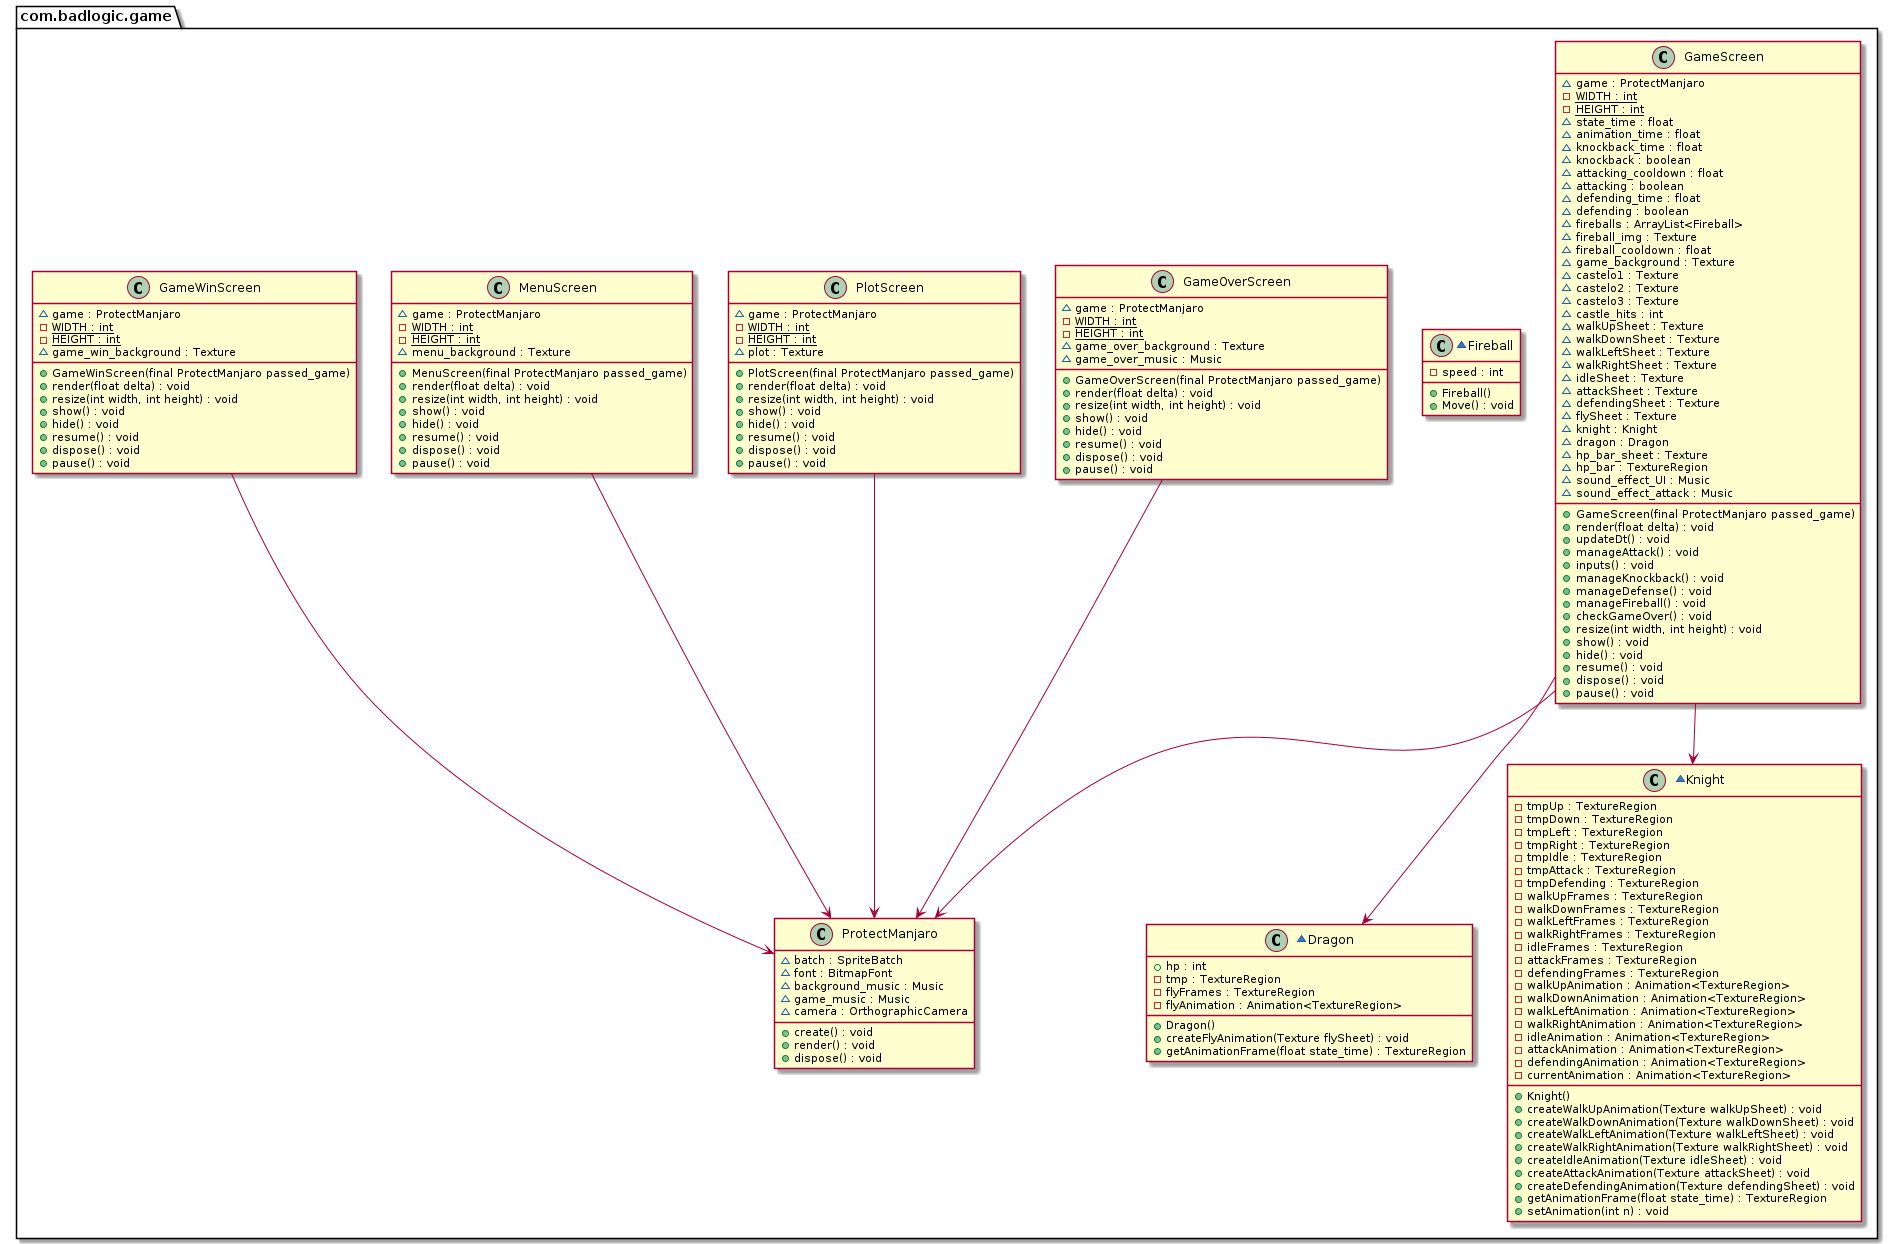 com.badlogic.game
GameScreen
game : ProtectManjaro
WIDTH : int
HEIGHT : int
state_time : float
animation_time : float
knockback_time : float
knockback : boolean
attacking_cooldown : float
attacking : boolean
defending_time : float
defending : boolean
fireballs : ArrayList<Fireball>
fireball_img : Texture
fireball_cooldown : float
game_background : Texture
castelo1 : Texture
castelo2 : Texture
castelo3 : Texture
castle_hits : int
walkUpSheet : Texture
walkDownSheet : Texture
walkLeftSheet : Texture
walkRightSheet : Texture
idleSheet : Texture
attackSheet : Texture
defendingSheet : Texture
flySheet : Texture
knight : Knight
dragon : Dragon
hp_bar_sheet : Texture
hp_bar : TextureRegion
sound_effect_UI : Music
sound_effect_attack : Music
GameScreen(final ProtectManjaro passed_game)
render(float delta) : void
updateDt() : void
manageAttack() : void
inputs() : void
manageKnockback() : void
manageDefense() : void
manageFireball() : void
checkGameOver() : void
resize(int width, int height) : void
show() : void
hide() : void
resume() : void
dispose() : void
pause() : void
GameWinScreen
game : ProtectManjaro
WIDTH : int
HEIGHT : int
game_win_background : Texture
GameWinScreen(final ProtectManjaro passed_game)
render(float delta) : void
resize(int width, int height) : void
show() : void
hide() : void
resume() : void
dispose() : void
pause() : void
MenuScreen
game : ProtectManjaro
WIDTH : int
HEIGHT : int
menu_background : Texture
MenuScreen(final ProtectManjaro passed_game)
render(float delta) : void
resize(int width, int height) : void
show() : void
hide() : void
resume() : void
dispose() : void
pause() : void
PlotScreen
game : ProtectManjaro
WIDTH : int
HEIGHT : int
plot : Texture
PlotScreen(final ProtectManjaro passed_game)
render(float delta) : void
resize(int width, int height) : void
show() : void
hide() : void
resume() : void
dispose() : void
pause() : void
GameOverScreen
game : ProtectManjaro
WIDTH : int
HEIGHT : int
game_over_background : Texture
game_over_music : Music
GameOverScreen(final ProtectManjaro passed_game)
render(float delta) : void
resize(int width, int height) : void
show() : void
hide() : void
resume() : void
dispose() : void
pause() : void
Fireball
speed : int
Fireball()
Move() : void
ProtectManjaro
batch : SpriteBatch
font : BitmapFont
background_music : Music
game_music : Music
camera : OrthographicCamera
create() : void
render() : void
dispose() : void
Dragon
hp : int
tmp : TextureRegion
flyFrames : TextureRegion
flyAnimation : Animation<TextureRegion>
Dragon()
createFlyAnimation(Texture flySheet) : void
getAnimationFrame(float state_time) : TextureRegion
Knight
tmpUp : TextureRegion
tmpDown : TextureRegion
tmpLeft : TextureRegion
tmpRight : TextureRegion
tmpIdle : TextureRegion
tmpAttack : TextureRegion
tmpDefending : TextureRegion
walkUpFrames : TextureRegion
walkDownFrames : TextureRegion
walkLeftFrames : TextureRegion
walkRightFrames : TextureRegion
idleFrames : TextureRegion
attackFrames : TextureRegion
defendingFrames : TextureRegion
walkUpAnimation : Animation<TextureRegion>
walkDownAnimation : Animation<TextureRegion>
walkLeftAnimation : Animation<TextureRegion>
walkRightAnimation : Animation<TextureRegion>
idleAnimation : Animation<TextureRegion>
attackAnimation : Animation<TextureRegion>
defendingAnimation : Animation<TextureRegion>
currentAnimation : Animation<TextureRegion>
Knight()
createWalkUpAnimation(Texture walkUpSheet) : void
createWalkDownAnimation(Texture walkDownSheet) : void
createWalkLeftAnimation(Texture walkLeftSheet) : void
createWalkRightAnimation(Texture walkRightSheet) : void
createIdleAnimation(Texture idleSheet) : void
createAttackAnimation(Texture attackSheet) : void
createDefendingAnimation(Texture defendingSheet) : void
getAnimationFrame(float state_time) : TextureRegion
setAnimation(int n) : void